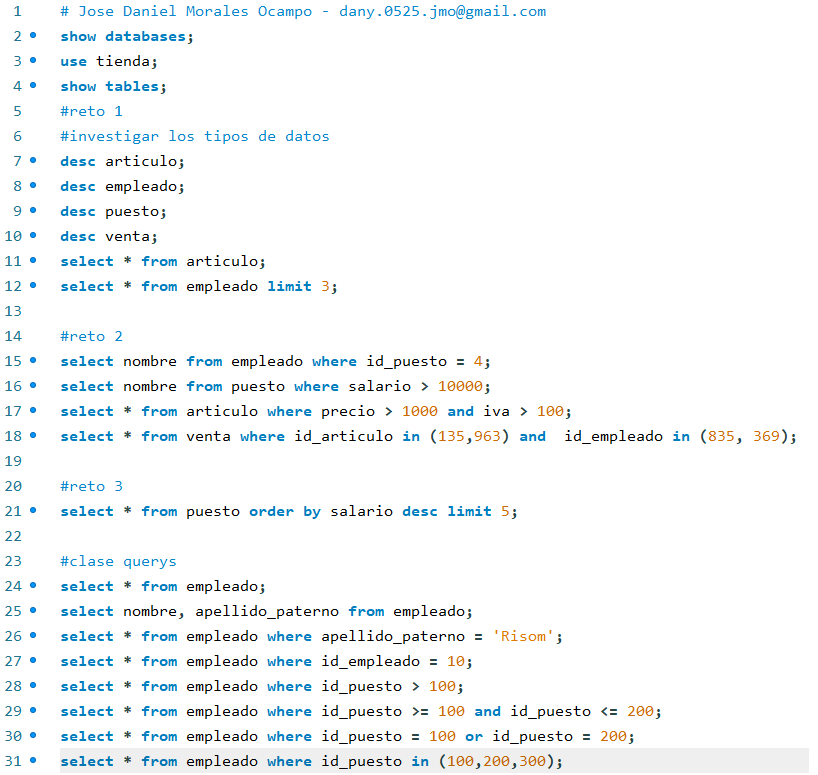 1 # Jose Daniel Morales Ocampo - dany.0525.jmo@gmail.com
2 show databases;
3 use tienda;
4 show tables;
5 #reto 1
6 #investigar los tipos de datos
7 desc articulo;
8 desc empleado;
9 desc puesto;
10 desc venta;
11 select * from articulo;
12 select * from empleado limit 3;
13
14 #reto 2
15 select nombre from empleado where id_puesto = 4;
16 select nombre from puesto where salario > 10000;
17 select * from articulo where precio > 1000 and iva > 100;
18 select * from venta where id_articulo in (135,963) and  id_empleado in (835, 369);
19
20 #reto 3
21 select * from puesto order by salario desc limit 5;
22
23 #clase querys
24 select * from empleado;
25 select nombre, apellido_paterno from empleado;
26 select * from empleado where apellido_paterno = 'Risom';
27 select * from empleado where id_empleado = 10;
28 select * from empleado where id_puesto > 100;
29 select * from empleado where id_puesto >= 100 and id_puesto <= 200;
30 select * from empleado where id_puesto = 100 or id_puesto = 200;
31 select * from empleado where id_puesto in (100,200,300);